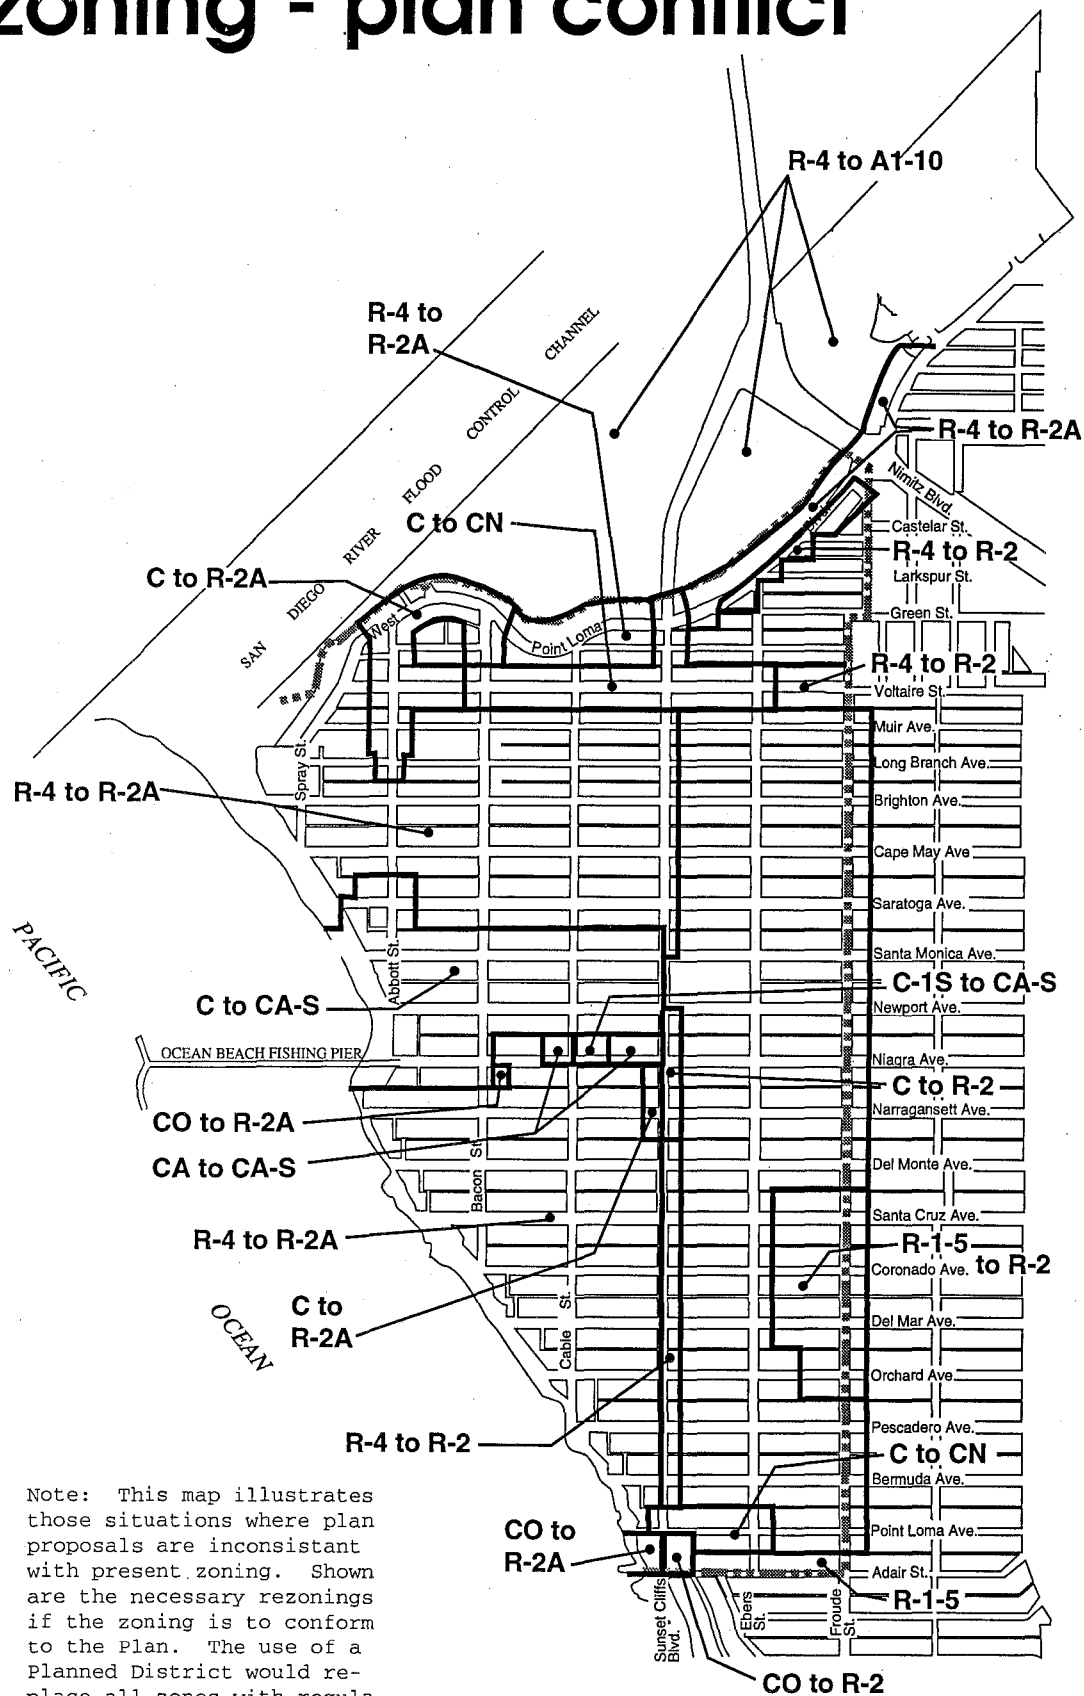 zoning - plan conflict
R-4 to A1-10
R-4 to
R-2A
SAN DIEGO RIVER FLOOD CONTROL CHANNEL
R-4 to R-2A
Nimitz Blvd.
C to CN
Castelar St.
R-4 to R-2
C to R-2A
Larkspur St.
West
Point Loma
Blvd.
Green St.
R-4 to R-2
Voltaire St.
Muir Ave.
Spray St.
Long Branch Ave.
R-4 to R-2A
Brighton Ave.
Cape May Ave
Saratoga Ave.
PACIFIC
Abbott St.
Santa Monica Ave.
C-1S to CA-S
C to CA-S
Newport Ave.
OCEAN BEACH FISHING PIER
Niagra Ave.
C to R-2
CO to R-2A
Narragansett Ave.
CA to CA-S
Bacon St.
Del Monte Ave.
R-4 to R-2A
Santa Cruz Ave.
R-1-5
to R-2
Coronado Ave.
C to
R-2A
OCEAN
Cable St.
Del Mar Ave.
Orchard Ave.
R-4 to R-2
Pescadero Ave.
C to CN
Bermuda Ave.
CO to
R-2A
Point Loma Ave.
Adair St.
R-1-5
Sunset Cliffs
Blvd.
Ebers
St.
Froude
St.
CO to R-2
Note: This map illustrates
those situations where plan
proposals are inconsistant
with present zoning. Shown
are the necessary rezonings
if the zoning is to conform
to the Plan. The use of a
Planned District would re-
place all zones with regula